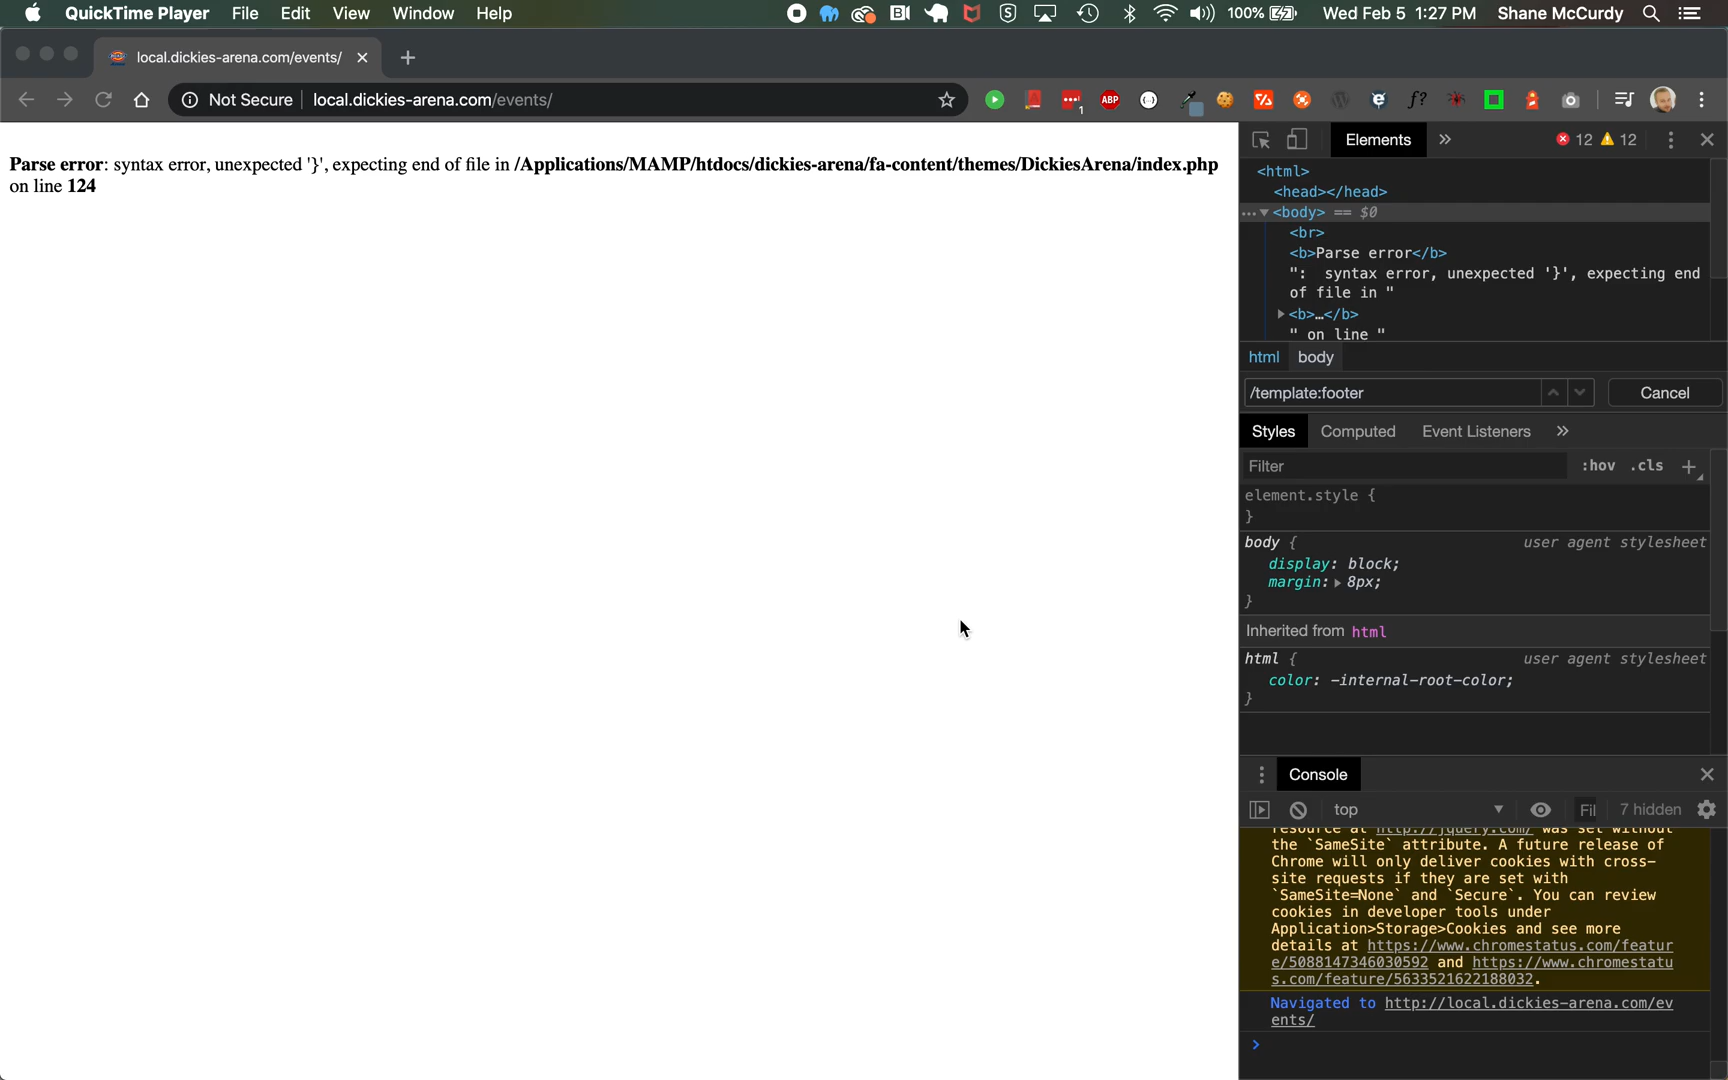 QuickTime Player File Edit View Window Help 100% Wed Feb 5 1:27 PM Shane McCurdy
local.dickies-arena.com/events/
Not Secure local.dickies-arena.com/events/ 1 ABP f?
Parse error: syntax error, unexpected '}', expecting end of file in /Applications/MAMP/htdocs/dickies-arena/fa-content/themes/DickiesArena/index.php
on line 124
Elements » 12 12
<html>
<head></head>
<body> == $0
<br>
<b>Parse error</b>
":  syntax error, unexpected '}', expecting end
of file in "
<b>…</b>
" on line "
html body
/template:footer Cancel
Styles Computed Event Listeners »
Filter :hov .cls +
element.style {
}
body { user agent stylesheet
display: block;
margin: 8px;
}
Inherited from html
html { user agent stylesheet
color: -internal-root-color;
}
Console
top Fil 7 hidden
resource at http://jquery.com/ was set without
the `SameSite` attribute. A future release of
Chrome will only deliver cookies with cross-
site requests if they are set with
`SameSite=None` and `Secure`. You can review
cookies in developer tools under
Application>Storage>Cookies and see more
details at https://www.chromestatus.com/featur
e/5088147346030592 and https://www.chromestatu
s.com/feature/5633521622188032.
Navigated to http://local.dickies-arena.com/ev
ents/
>